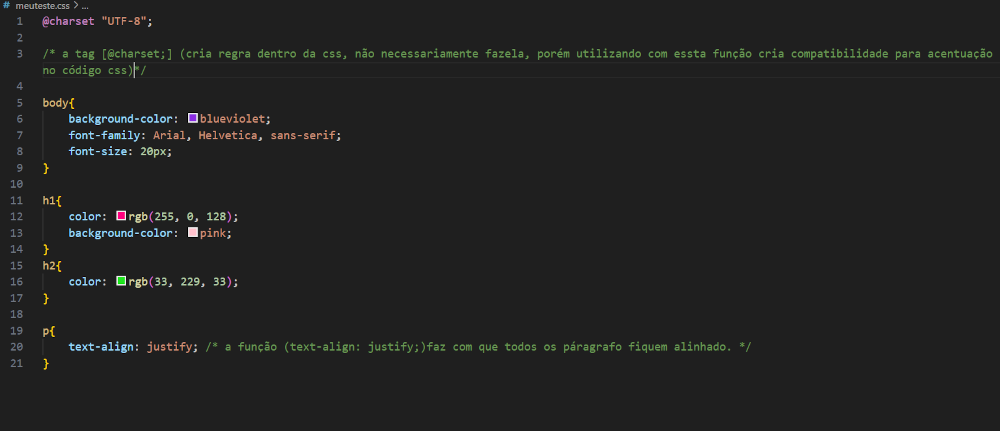 # meuteste.css > ...
1 @charset "UTF-8";
2
3 /* a tag [@charset;] (cria regra dentro da css, não necessariamente fazela, porém utilizando com essta função cria compatibilidade para acentuação
no código css)*/
4
5 body{
6 background-color: blueviolet;
7 font-family: Arial, Helvetica, sans-serif;
8 font-size: 20px;
9 }
10
11 h1{
12 color: rgb(255, 0, 128);
13 background-color: pink;
14 }
15 h2{
16 color: rgb(33, 229, 33);
17 }
18
19 p{
20 text-align: justify; /* a função (text-align: justify;)faz com que todos os páragrafo fiquem alinhado. */
21 }